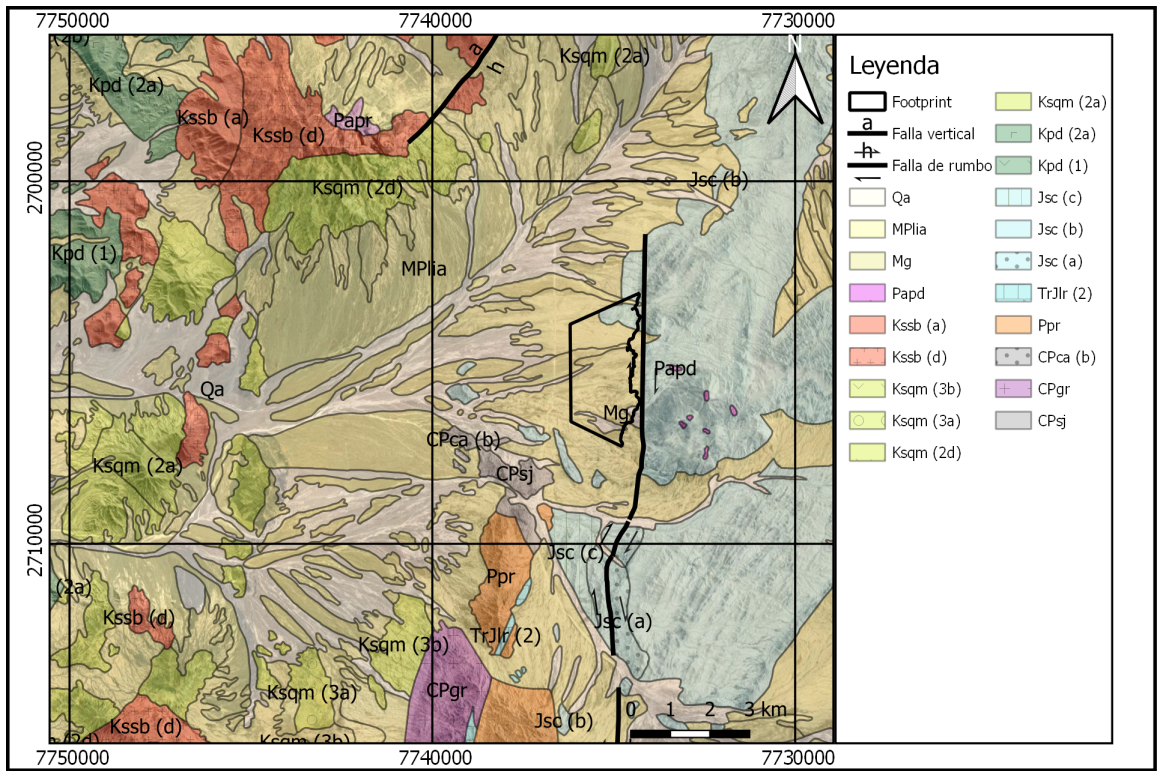 7750000 7740000 7730000
(2b)
Kpd (2a)
Kssb (a)
Kssb (d)
Papr
a
h
Ksqm (2a)
N
2700000
Ksqm (2d)
Jsc (b)
Kpd (1)
MPlia
Qa
Papd
Mg
CPca (b)
Ksqm (2a)
CPsj
2710000
Jsc (c)
Ppr
(2a)
Kssb (d)
Jsc (a)
TrJlr (2)
Ksqm (3b)
Ksqm (3a)
CPgr
Kssb (d)
Jsc (b)
(2d)
Ksqm (3b)
0 1 2 3 km
7750000 7740000 7730000
Leyenda
Footprint
a
Falla vertical
h
Falla de rumbo
Qa
MPlia
Mg
Papd
Kssb (a)
Kssb (d)
Ksqm (3b)
Ksqm (3a)
Ksqm (2d)
Ksqm (2a)
Kpd (2a)
Kpd (1)
Jsc (c)
Jsc (b)
Jsc (a)
TrJlr (2)
Ppr
CPca (b)
CPgr
CPsj